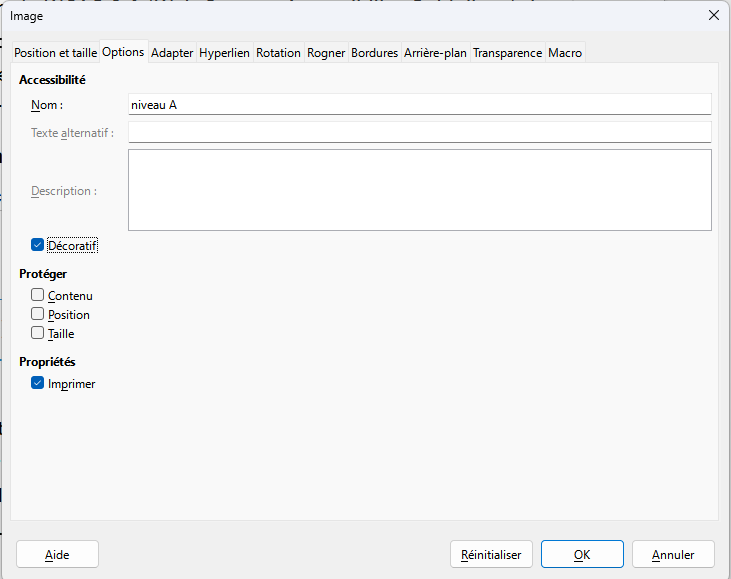 Image
Position et taille Options Adapter Hyperlien Rotation Rogner Bordures Arrière-plan Transparence Macro
Accessibilité
Nom : niveau A
Texte alternatif :
Description :
Décoratif
Protéger
Contenu
Position
Taille
Propriétés
Imprimer
Aide Réinitialiser OK Annuler